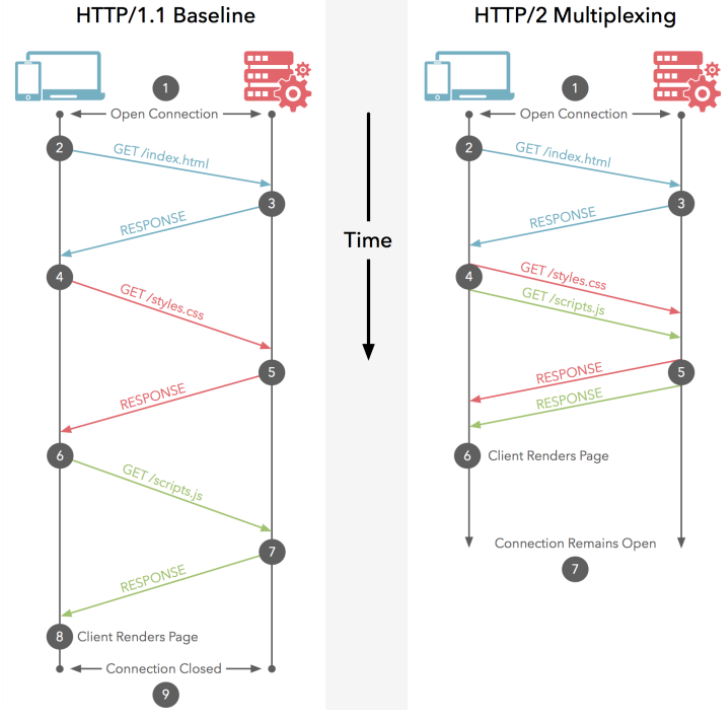 HTTP/1.1 Baseline
1
Open Connection
2
GET /index.html
3
RESPONSE
4
GET /styles.css
5
RESPONSE
6
GET /scripts.js
7
RESPONSE
8
Client Renders Page
Connection Closed
9
Time
HTTP/2 Multiplexing
1
Open Connection
2
GET /index.html
3
RESPONSE
4
GET /styles.css
GET /scripts.js
5
RESPONSE
RESPONSE
6
Client Renders Page
Connection Remains Open
7